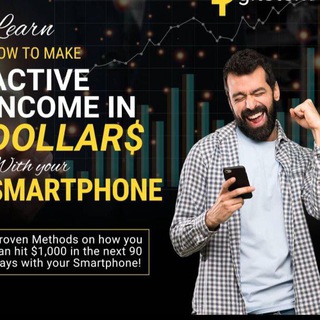 Learn
OW TO MAKE
ACTIVE
NCOME IN
DOLLAR$
With your
SMARTPHONE
roven Methods on how you
an hit $1,000 in the next 90
ays with your Smartphone!